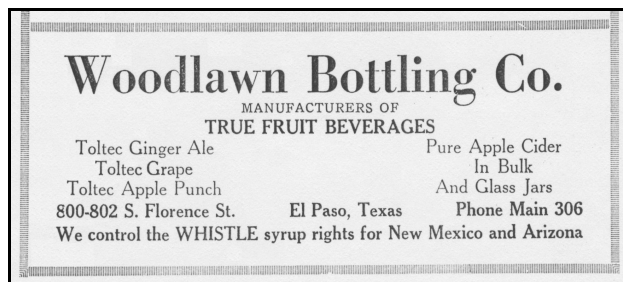 Woodlawn Bottling Co.
MANUFACTURERS OF
TRUE FRUIT BEVERAGES
Toltec Ginger Ale
Toltec Grape
Toltec Apple Punch
Pure Apple Cider
In Bulk
And Glass Jars
800-802 S. Florence St. El Paso, Texas Phone Main 306
We control the WHISTLE syrup rights for New Mexico and Arizona